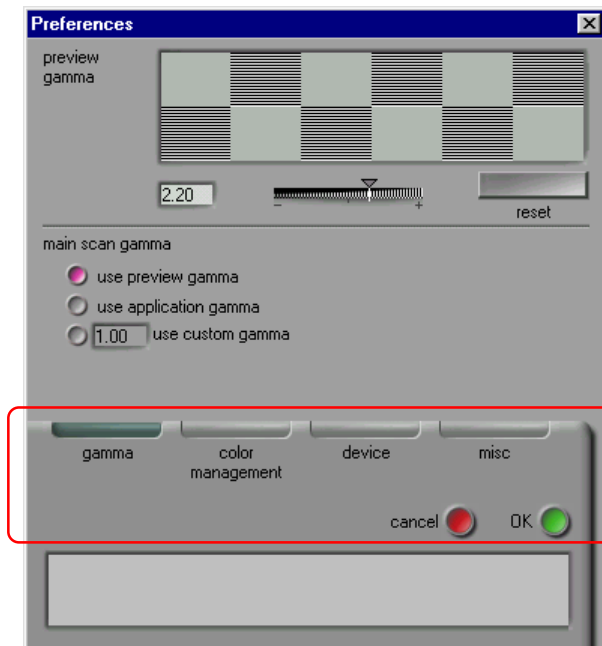 Preferences
preview
gamma
2.20
- +
reset
main scan gamma
use preview gamma
use application gamma
1.00 use custom gamma
gamma color management device misc
cancel OK